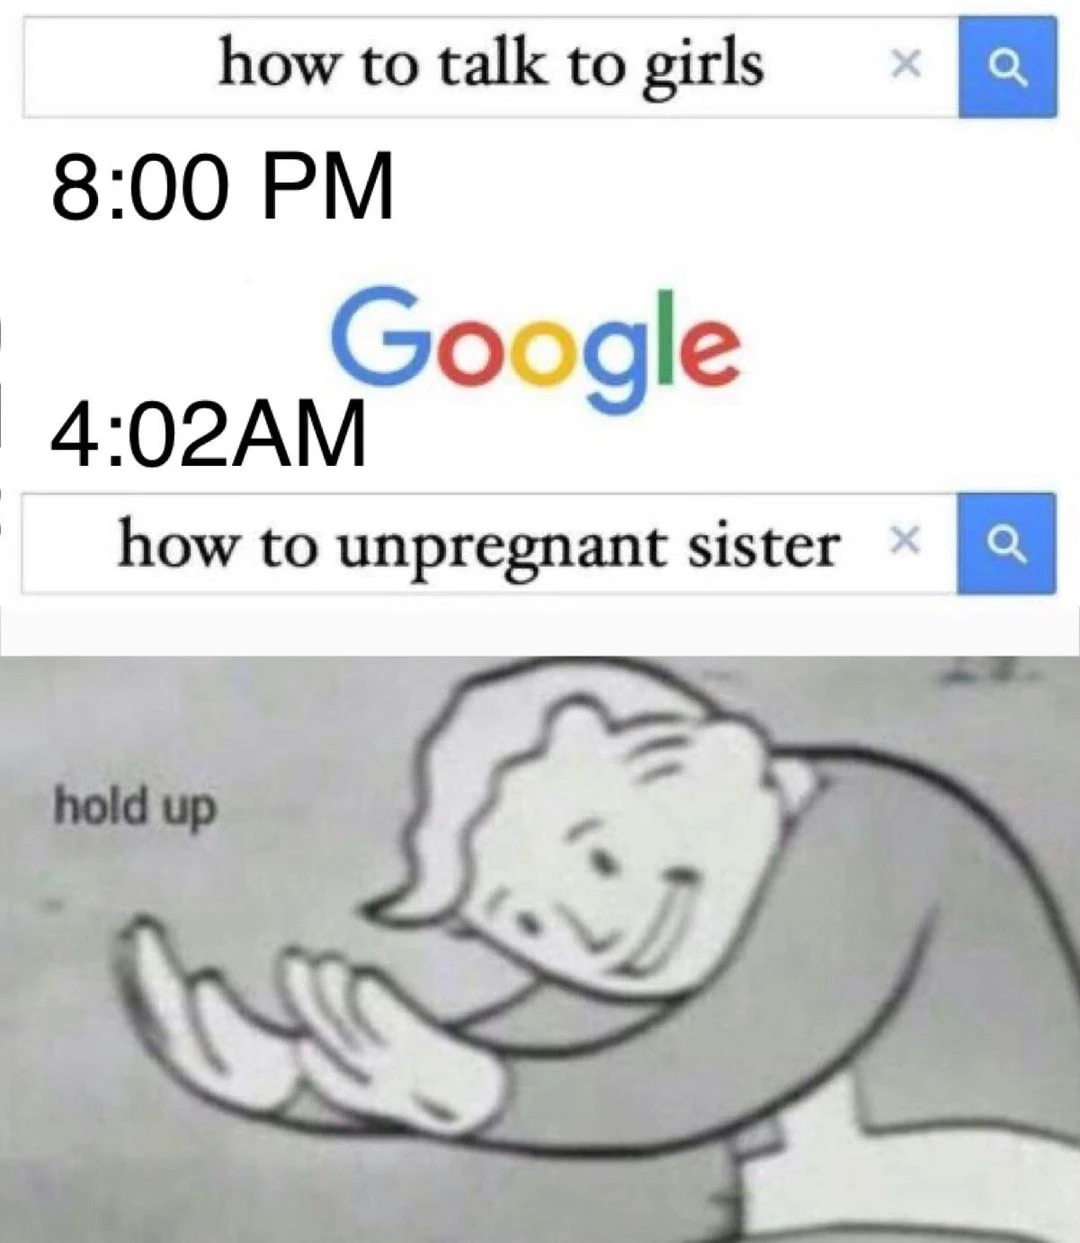 how to talk to girls
8:00 PM
Google
4:02AM
how to unpregnant sister
hold up